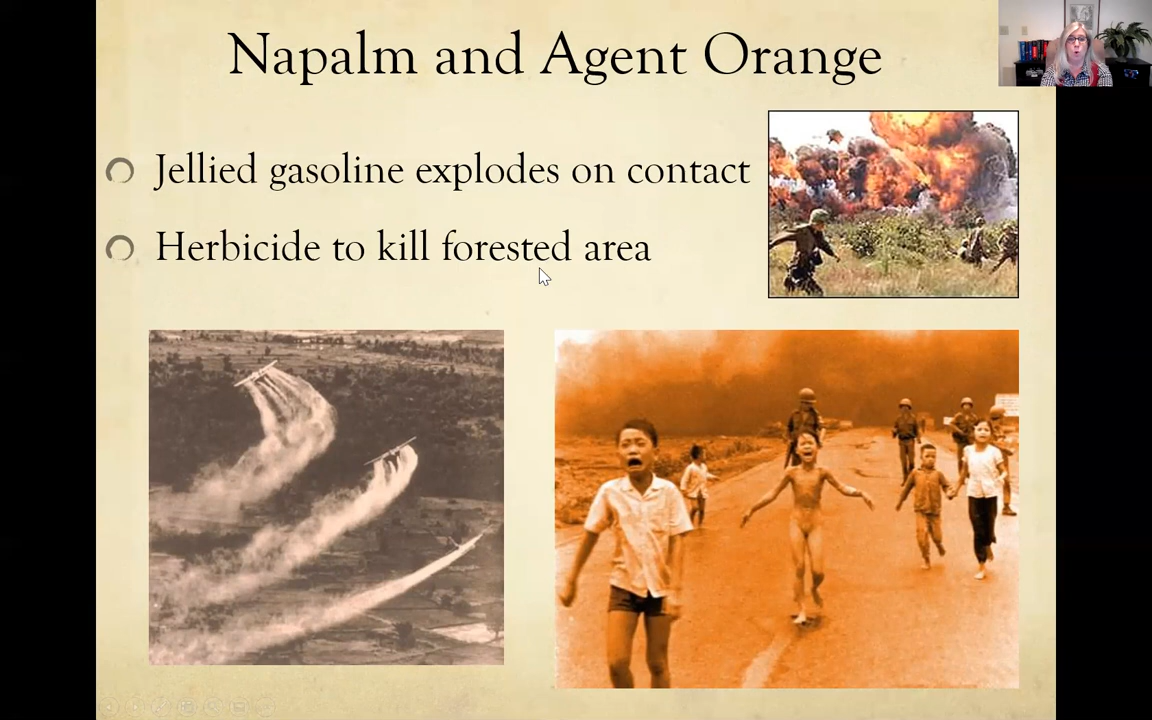 Napalm and Agent Orange
Jellied gasoline explodes on contact
Herbicide to kill forested area